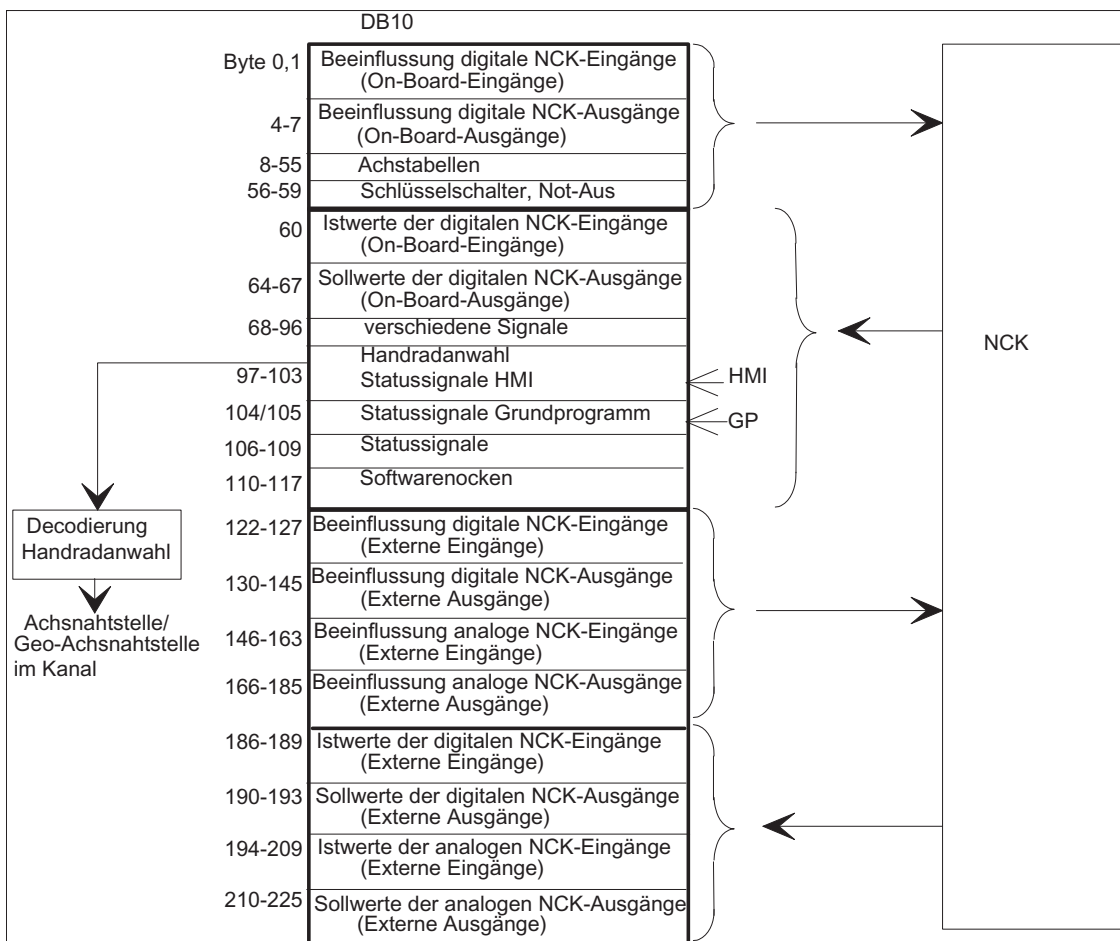 DB10
Byte 0,1
Beeinflussung digitale NCK-Eingänge
(On-Board-Eingänge)
4-7
Beeinflussung digitale NCK-Ausgänge
(On-Board-Ausgänge)
8-55
Achstabellen
56-59
Schlüsselschalter, Not-Aus
60
Istwerte der digitalen NCK-Eingänge
(On-Board-Eingänge)
64-67
Sollwerte der digitalen NCK-Ausgänge
(On-Board-Ausgänge)
68-96
verschiedene Signale
NCK
Handradanwahl
97-103
Statussignale HMI
HMI
104/105
Statussignale Grundprogramm
GP
106-109
Statussignale
110-117
Softwarenocken
Decodierung
Handradanwahl
Achsnahtstelle/
Geo-Achsnahtstelle
im Kanal
122-127
Beeinflussung digitale NCK-Eingänge
(Externe Eingänge)
130-145
Beeinflussung digitale NCK-Ausgänge
(Externe Ausgänge)
146-163
Beeinflussung analoge NCK-Eingänge
(Externe Eingänge)
166-185
Beeinflussung analoge NCK-Ausgänge
(Externe Ausgänge)
186-189
Istwerte der digitalen NCK-Eingänge
(Externe Eingänge)
190-193
Sollwerte der digitalen NCK-Ausgänge
(Externe Ausgänge)
194-209
Istwerte der analogen NCK-Eingänge
(Externe Eingänge)
210-225
Sollwerte der analogen NCK-Ausgänge
(Externe Ausgänge)